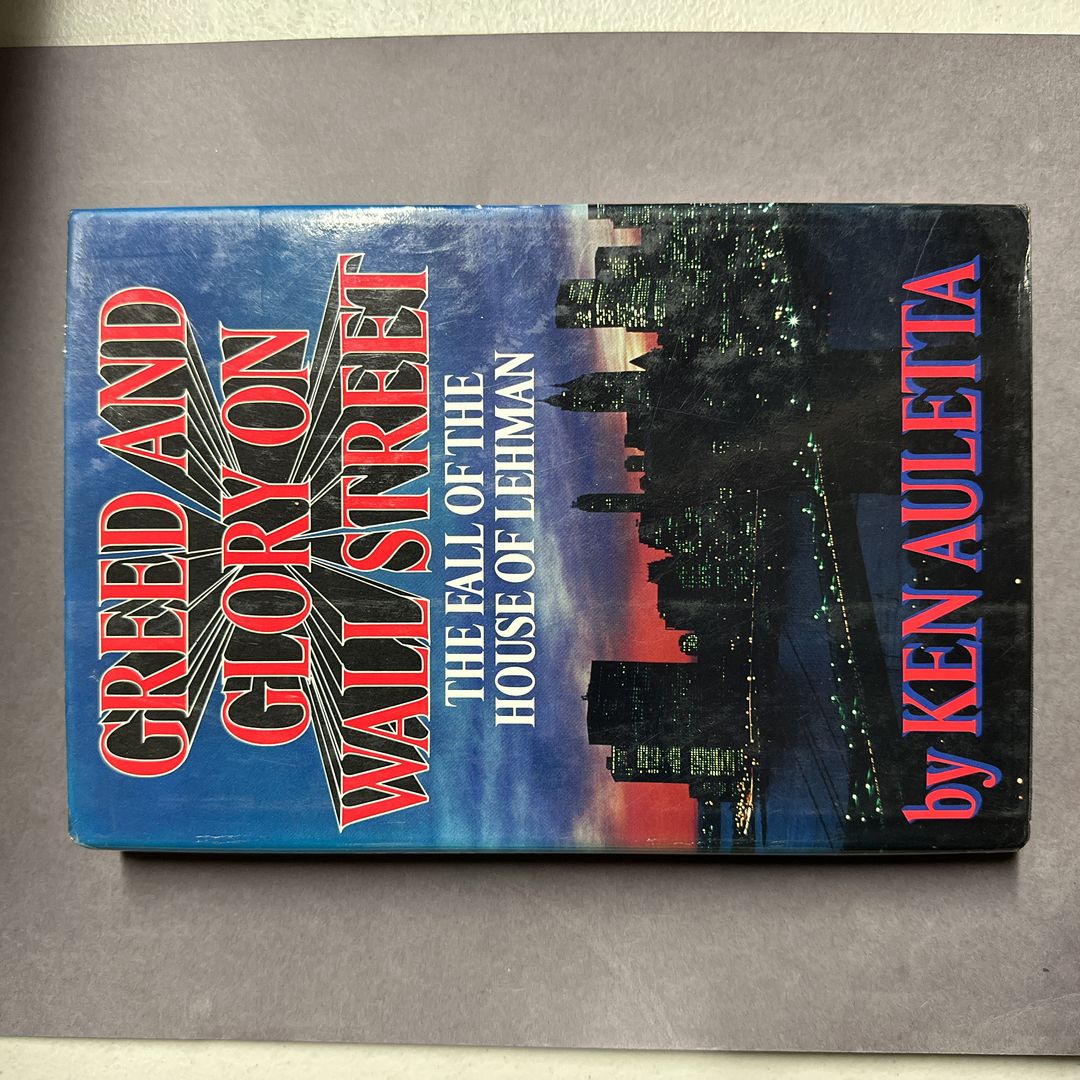 GREED AND
GLORY ON
WALL STREET
THE FALL OF THE
HOUSE OF LEHMAN
by KEN AULETTA